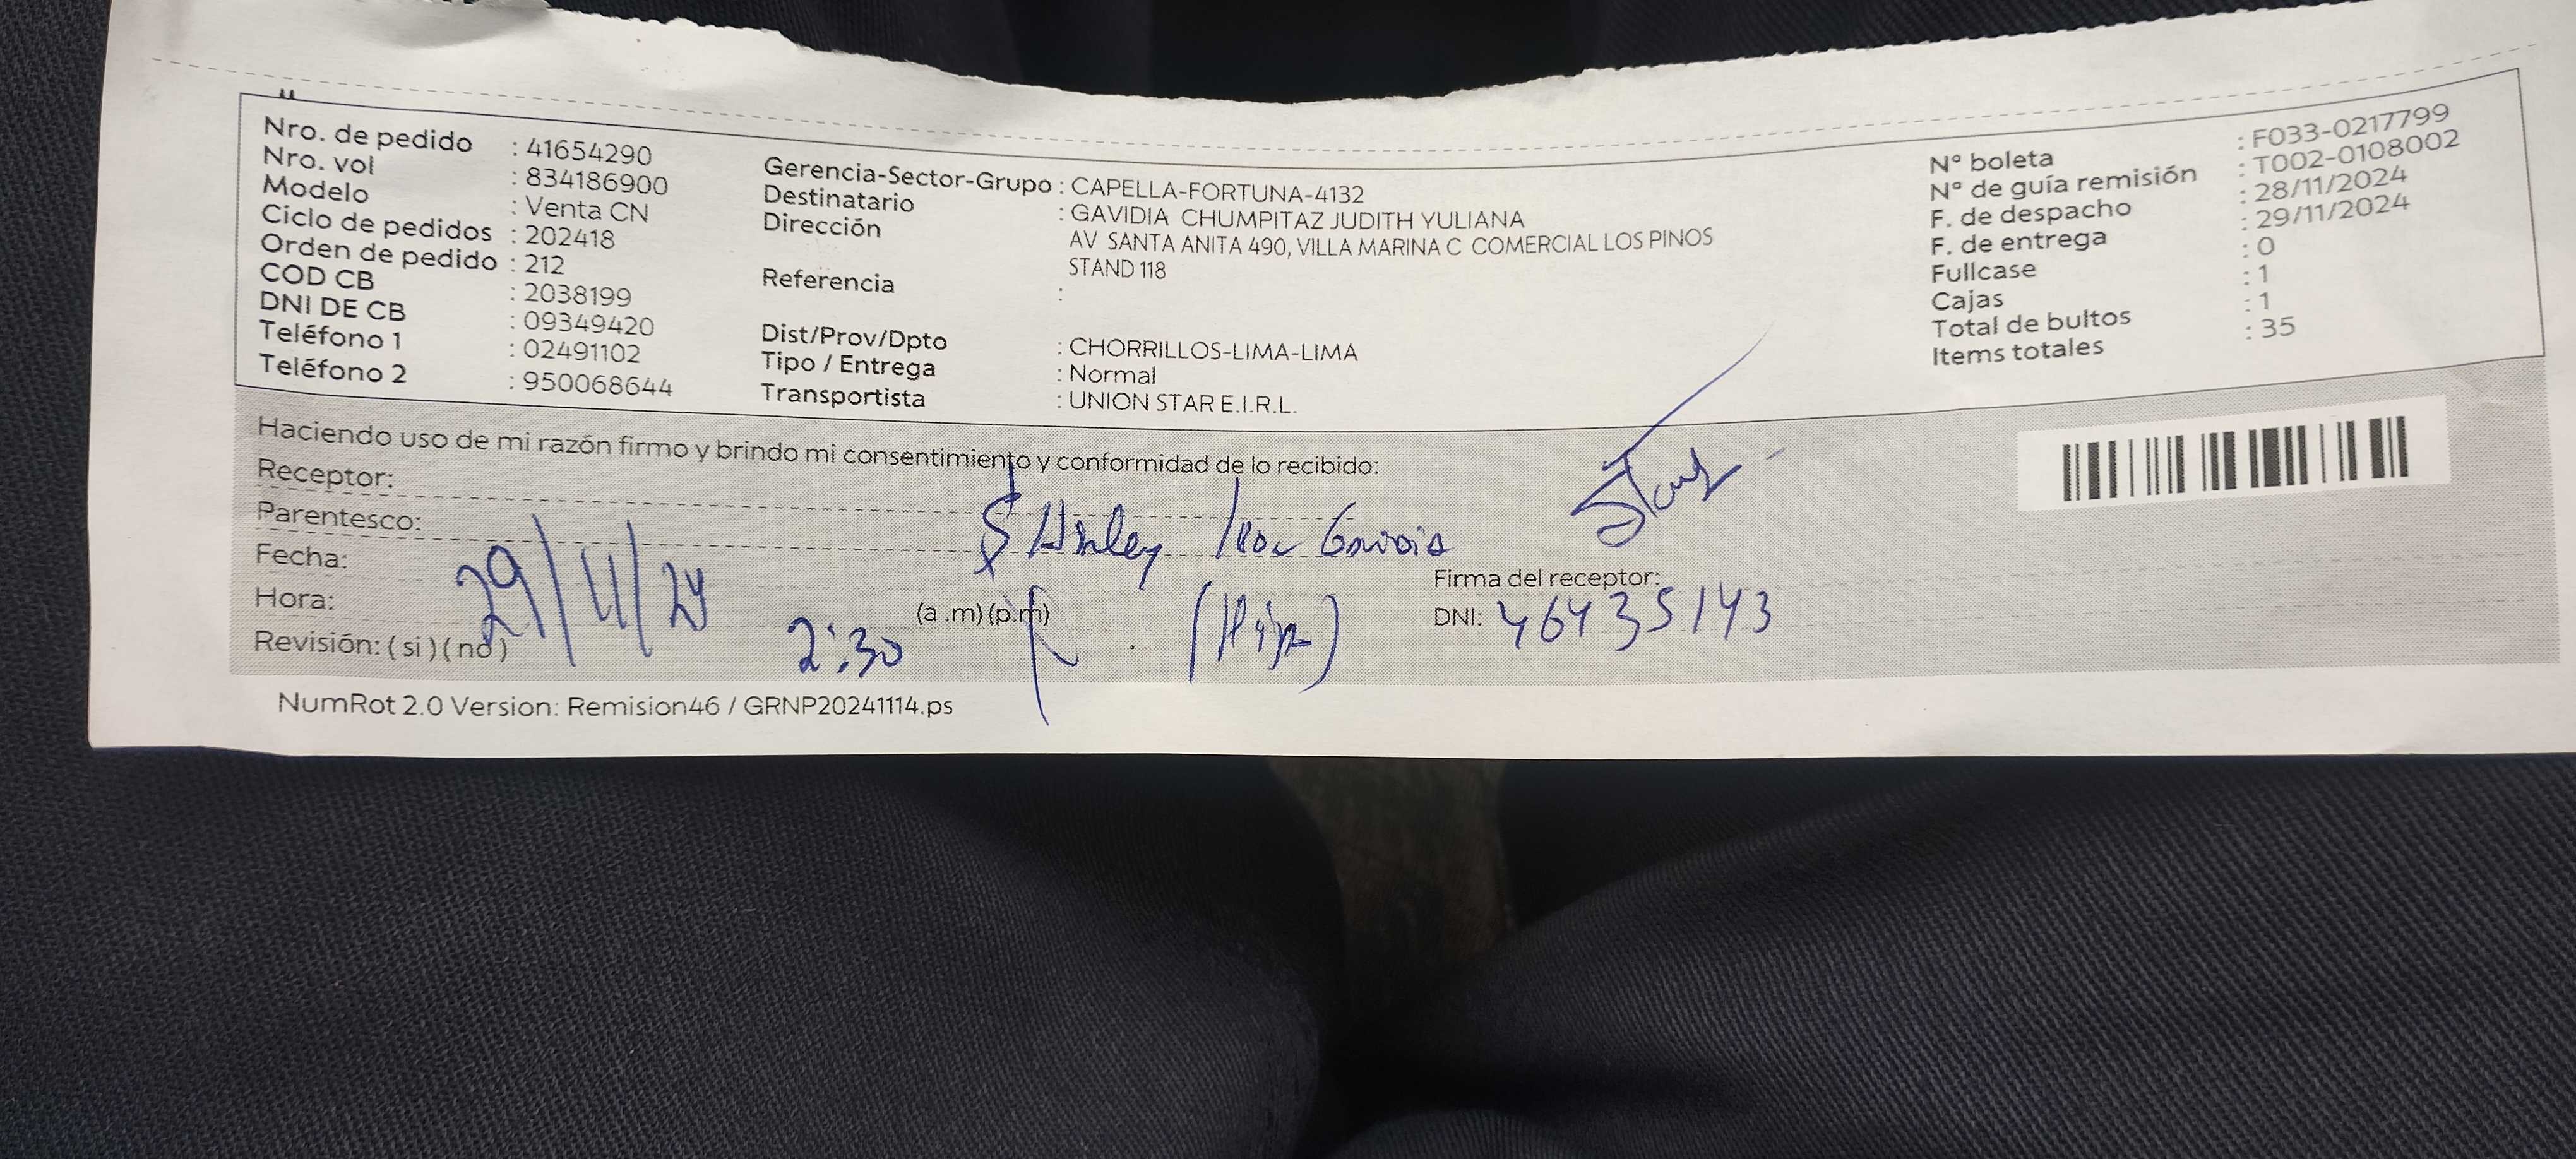 Nro. de pedido : 41654290
Nro. vol : 834186900
Modelo : Venta CN
Ciclo de pedidos : 202418
Orden de pedido : 212
COD CB : 2038199
DNI DE CB : 09349420
Teléfono 1 : 02491102
Teléfono 2 : 950068644
Gerencia-Sector-Grupo : CAPELLA-FORTUNA-4132
Destinatario : GAVIDIA CHUMPITAZ JUDITH YULIANA
Dirección AV SANTA ANITA 490, VILLA MARINA C COMERCIAL LOS PINOS
STAND 118
Referencia :
Dist/Prov/Dpto : CHORRILLOS-LIMA-LIMA
Tipo / Entrega : Normal
Transportista : UNION STAR E.I.R.L.
Nº boleta : F033-0217799
Nº de guía remisión : T002-0108002
F. de despacho : 28/11/2024
F. de entrega : 29/11/2024
Fullcase : 0
Cajas : 1
Total de bultos : 1
Items totales : 35
Haciendo uso de mi razón firmo y brindo mi consentimiento y conformidad de lo recibido:
Receptor:
Parentesco:
Fecha: 29/11/24
Hora: 2:30 (a.m) (p.m)
(Hija)
Revisión: ( si ) ( no )
Firma del receptor:
DNI: 46435143
NumRot 2.0 Version: Remision46 / GRNP20241114.ps